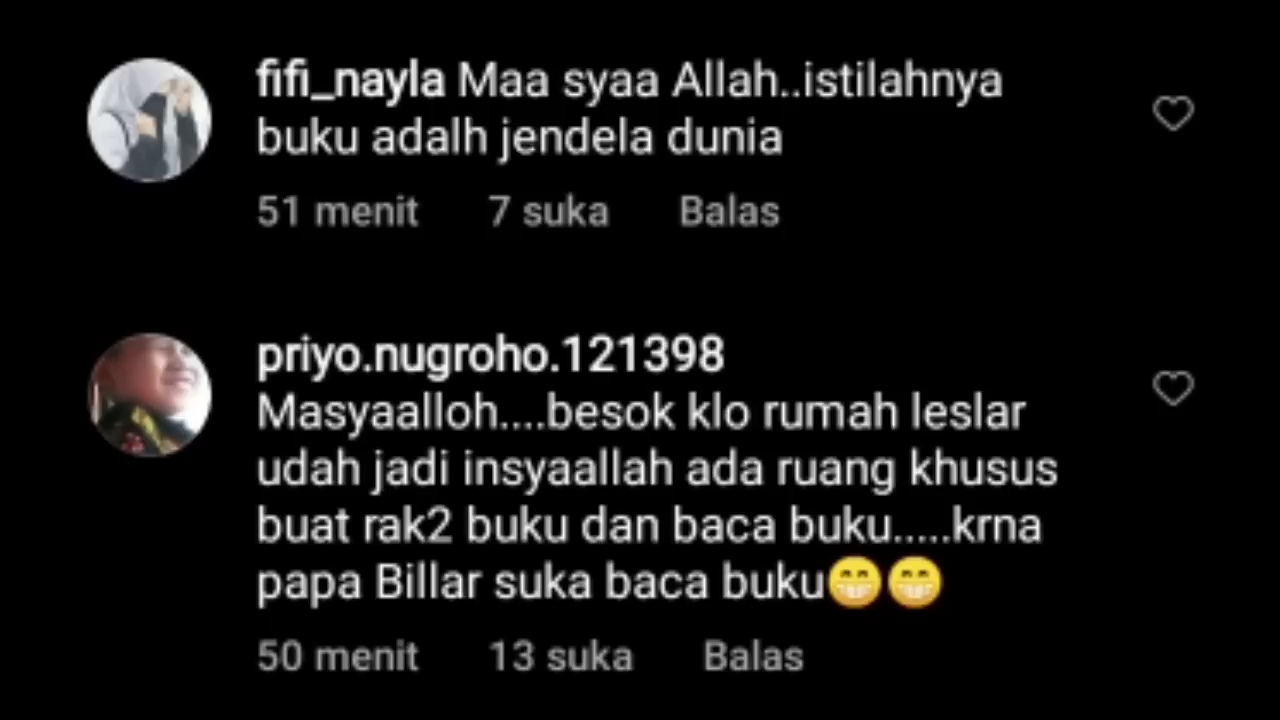 fifi_nayla Maa syaa Allah..istilahnya
buku adalh jendela dunia
51 menit 7 suka Balas
priyo.nugroho.121398
Masyaalloh....besok klo rumah leslar
udah jadi insyaallah ada ruang khusus
buat rak2 buku dan baca buku.....krna
papa Billar suka baca buku😁😁
50 menit 13 suka Balas